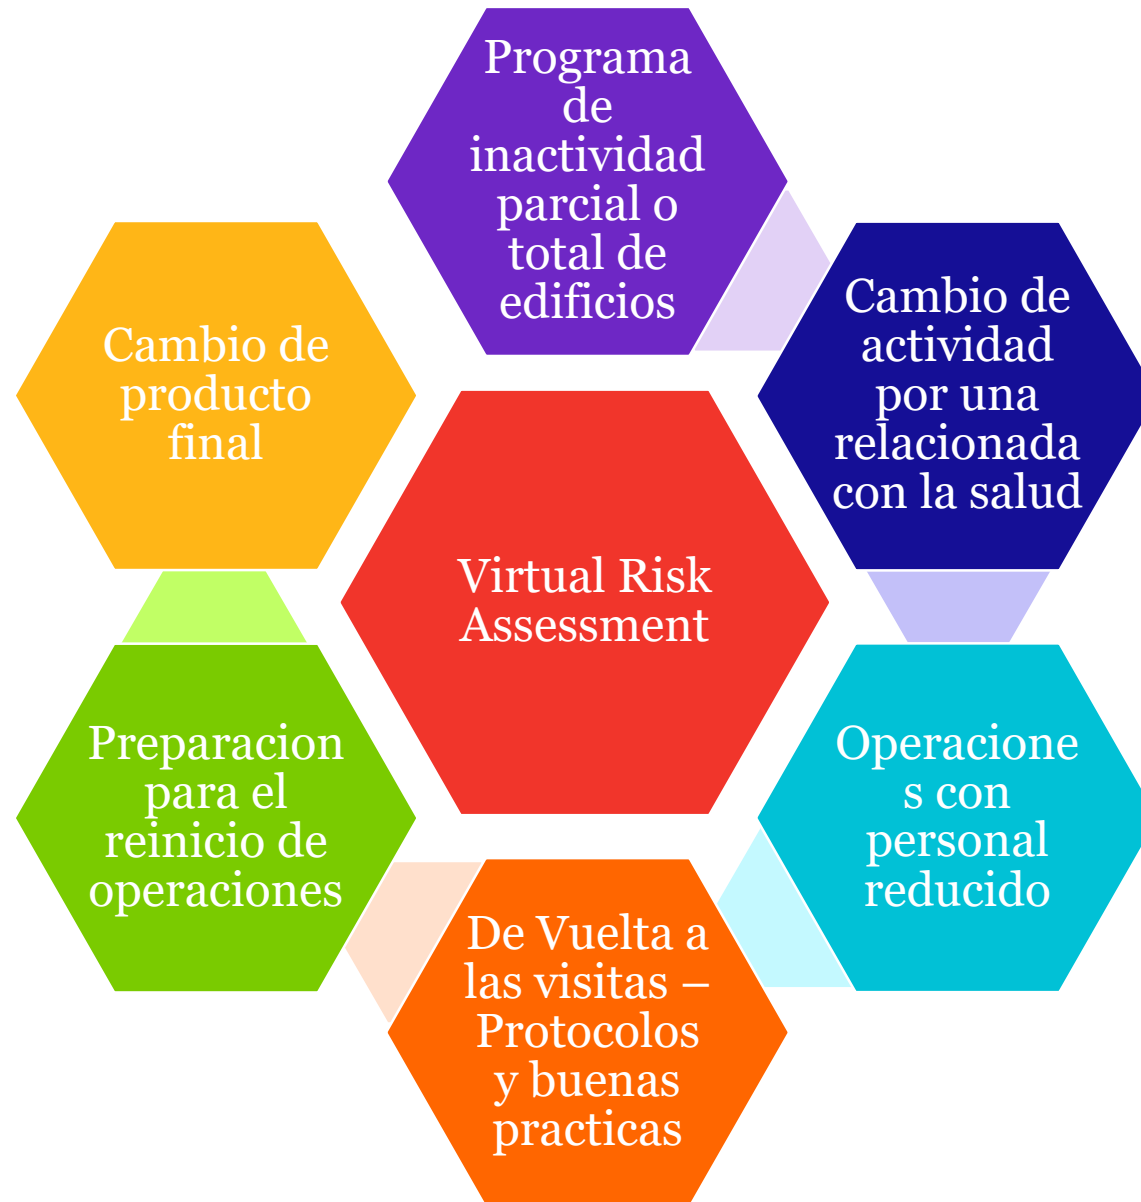 Programa
de
inactividad
parcial o
total de
edificios
Cambio de
actividad
por una
relacionada
con la salud
Operacione
s con
personal
reducido
De Vuelta a
las visitas –
Protocolos
y buenas
practicas
Preparacion
para el
reinicio de
operaciones
Cambio de
producto
final
Virtual Risk
Assessment